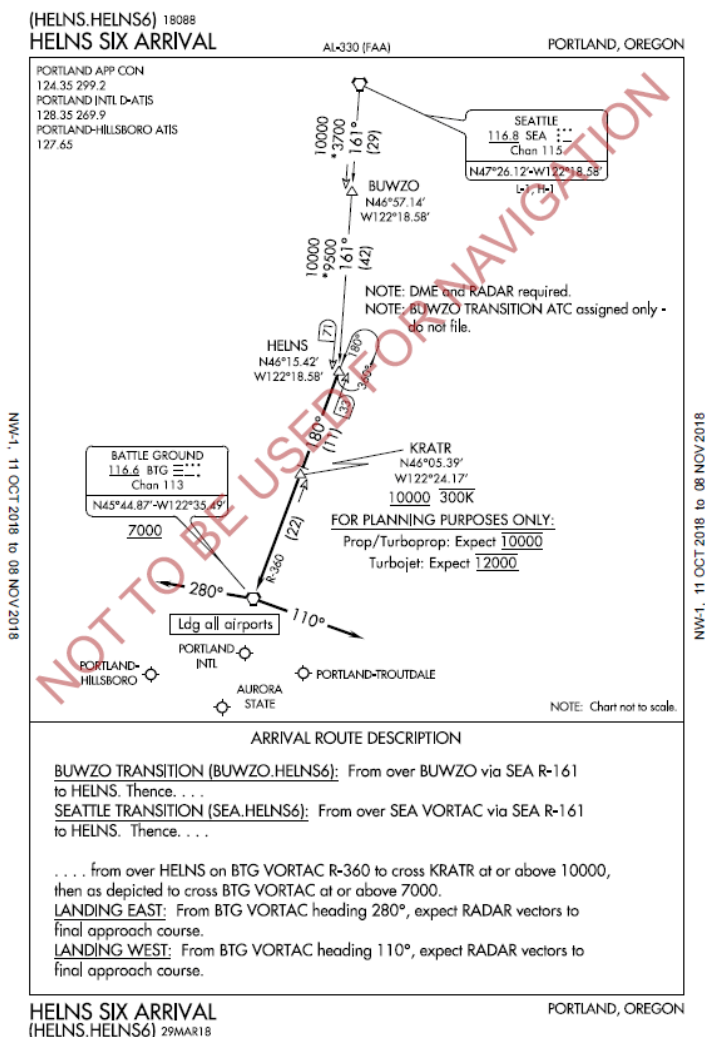 (HELNS.HELNS6) 18088
HELNS SIX ARRIVAL
AL-330 (FAA)
PORTLAND, OREGON
PORTLAND APP CON
124.35 299.2
PORTLAND INTL D-ATIS
128.35 269.9
PORTLAND-HILLSBORO ATIS
127.65
SEATTLE
116.8 SEA
Chan 115
N47°26.12'-W122°18.58'
L-1, H-1
10000
*3700
161°
(29)
BUWZO
N46°57.14'
W122°18.58'
10000
*9500
161°
(42)
NOTE: DME and RADAR required.
NOTE: BUWZO TRANSITION ATC assigned only -
do not file.
HELNS
N46°15.42'
W122°18.58'
71
180°
360°
33
180°
(11)
KRATR
N46°05.39'
W122°24.17'
10000 300K
FOR PLANNING PURPOSES ONLY:
Prop/Turboprop: Expect 10000
Turbojet: Expect 12000
BATTLE GROUND
116.6 BTG
Chan 113
N45°44.87'-W122°35.49'
7000
(22)
R-360
280°
110°
Ldg all airports
PORTLAND
INTL
PORTLAND-
HILLSBORO
PORTLAND-TROUTDALE
AURORA
STATE
NOTE: Chart not to scale.
NOT TO BE USED FOR NAVIGATION
NW-1, 11 OCT 2018 to 08 NOV 2018
NW-1, 11 OCT 2018 to 08 NOV 2018
ARRIVAL ROUTE DESCRIPTION
BUWZO TRANSITION (BUWZO.HELNS6): From over BUWZO via SEA R-161
to HELNS. Thence. . . .
SEATTLE TRANSITION (SEA.HELNS6): From over SEA VORTAC via SEA R-161
to HELNS. Thence. . . .
. . . . from over HELNS on BTG VORTAC R-360 to cross KRATR at or above 10000,
then as depicted to cross BTG VORTAC at or above 7000.
LANDING EAST: From BTG VORTAC heading 280°, expect RADAR vectors to
final approach course.
LANDING WEST: From BTG VORTAC heading 110°, expect RADAR vectors to
final approach course.
HELNS SIX ARRIVAL
(HELNS.HELNS6) 29MAR18
PORTLAND, OREGON